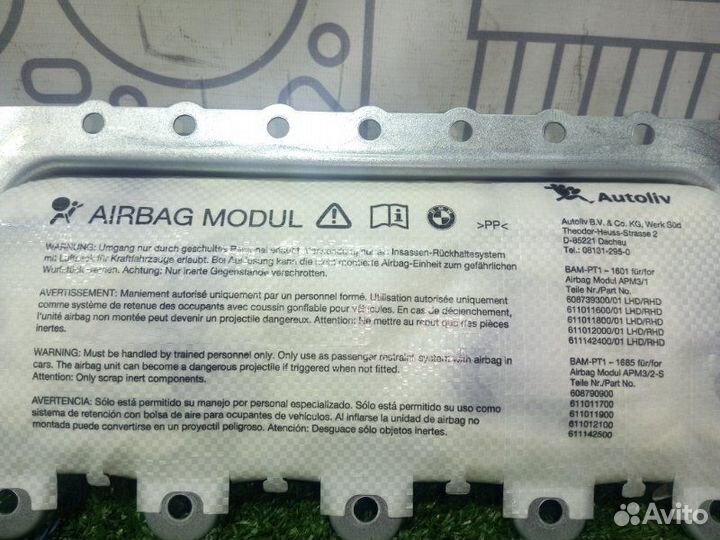 AIRBAG MODUL
>PP<
WARNUNG: Umgang nur durch geschultes Personal erlaubt. Verwendung nur an Insassen-Rückhaltesystem
mit Luftsack für Kraftfahrzeuge erlaubt. Bei Auslösung kann die nicht montierte Airbag-Einheit zum gefährlichen
Wurfstück werden. Achtung: Nur inerte Gegenstände verschrotten.
AVERTISSEMENT: Maniement autorisé uniquement par un personnel formé. Utilisation autorisée uniquement
comme système de retenue des occupants avec coussin gonflable pour véhicules. En cas de déclenchement,
l'unité airbag non montée peut devenir un projectile dangereux. Attention: Ne mettre au rebut que des pièces
inertes.
WARNING: Must be handled by trained personnel only. Only use as passenger restraint system with airbag in
cars. The airbag unit can become a dangerous projectile if triggered when not fitted.
Attention: Only scrap inert components.
ADVERTENCIA: Sólo está permitido su manejo por personal especializado. Sólo está permitido su uso como
sistema de retención con bolsa de aire para ocupantes de vehículos. Al inflarse la unidad de airbag no
montada puede convertirse en un proyectil peligroso. Atención: Desguace sólo objetos inertes.
Autoliv
Autoliv B.V. & Co. KG, Werk Süd
Theodor-Heuss-Strasse 2
D-85221 Dachau
Tel.: 08131-295-0
BAM-PT1 - 1601 für/for
Airbag Modul APM3/1
Teile Nr./Part No.
608739300/01 LHD/RHD
611011600/01 LHD/RHD
611011800/01 LHD/RHD
611012000/01 LHD/RHD
611142400/01 LHD/RHD
BAM-PT1 - 1685 für/for
Airbag Modul APM3/2-S
Teile Nr./Part No.
608790900
611011700
611011900
611012100
611142500
Avito